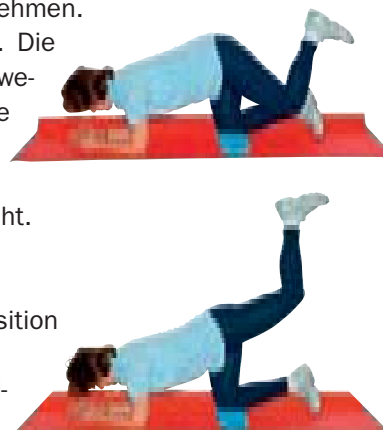 ehmen.
. Die
we-
e
ht.
sition
-